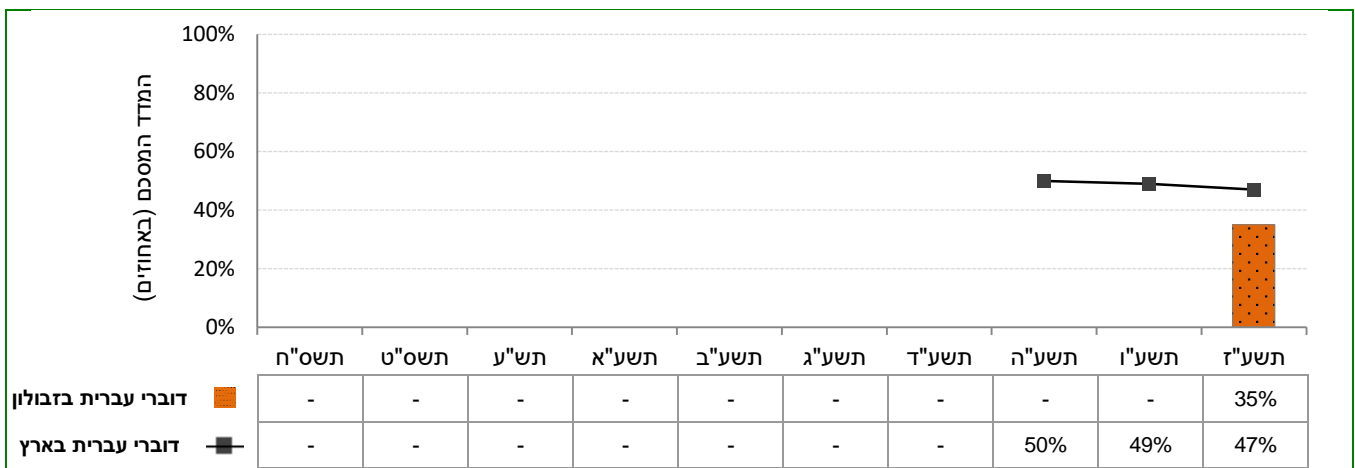 המדד המסכם (באחוזים)
100%
80%
60%
40%
20%
0%
תשס"ח תשס"ט תש"ע תשע"א תשע"ב תשע"ג תשע"ד תשע"ה תשע"ו תשע"ז
דוברי עברית בזבולון - - - - - - - - - 35%
דוברי עברית בארץ - - - - - - - 50% 49% 47%